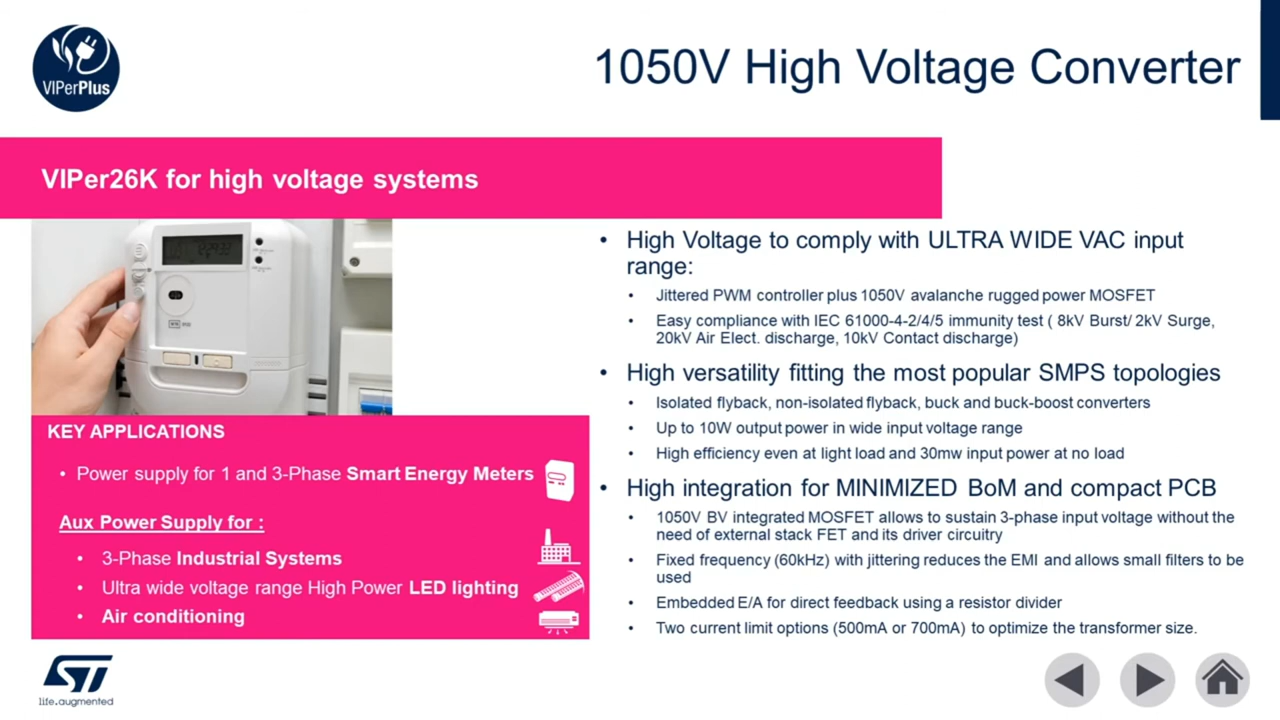 VIPerPlus
1050V High Voltage Converter
VIPer26K for high voltage systems
KEY APPLICATIONS
• Power supply for 1 and 3-Phase Smart Energy Meters
Aux Power Supply for :
• 3-Phase Industrial Systems
• Ultra wide voltage range High Power LED lighting
• Air conditioning
• High Voltage to comply with ULTRA WIDE VAC input
range:
• Jittered PWM controller plus 1050V avalanche rugged power MOSFET
• Easy compliance with IEC 61000-4-2/4/5 immunity test ( 8kV Burst/ 2kV Surge,
20kV Air Elect. discharge, 10kV Contact discharge)
• High versatility fitting the most popular SMPS topologies
• Isolated flyback, non-isolated flyback, buck and buck-boost converters
• Up to 10W output power in wide input voltage range
• High efficiency even at light load and 30mw input power at no load
• High integration for MINIMIZED BoM and compact PCB
• 1050V BV integrated MOSFET allows to sustain 3-phase input voltage without the
need of external stack FET and its driver circuitry
• Fixed frequency (60kHz) with jittering reduces the EMI and allows small filters to be
used
• Embedded E/A for direct feedback using a resistor divider
• Two current limit options (500mA or 700mA) to optimize the transformer size.
ST
life.augmented